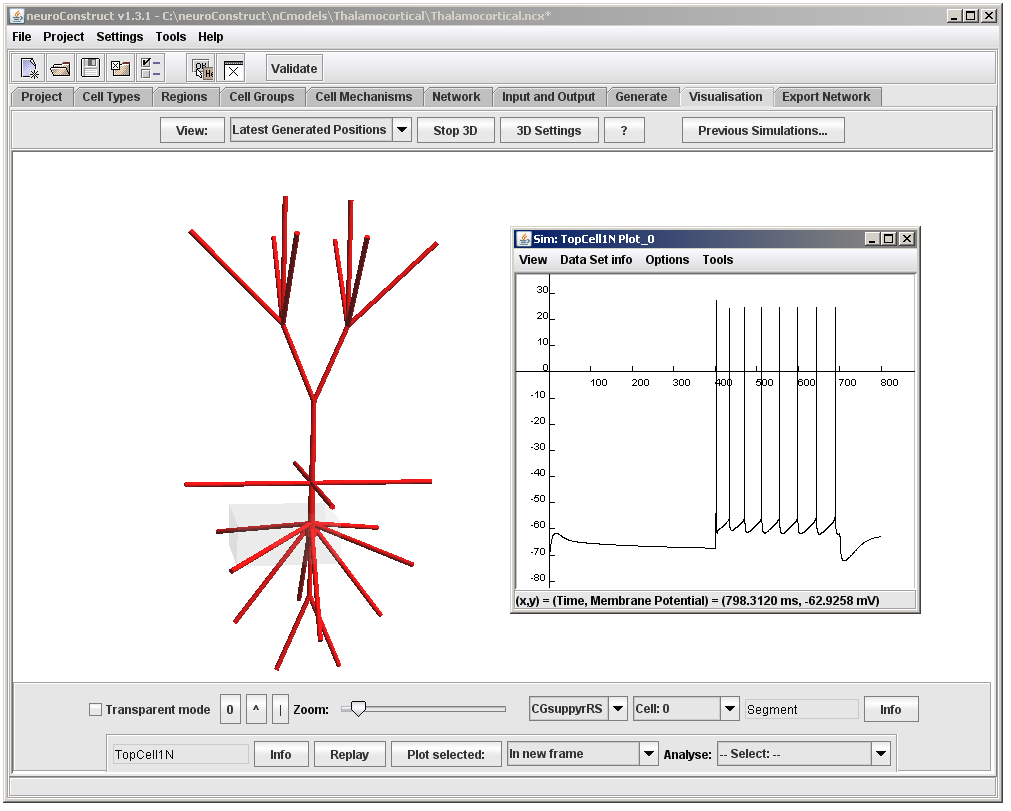 neuroConstruct v1.3.1 - C:\neuroConstruct\nCmodels\Thalamocortical\Thalamocortical.ncx*
File Project Settings Tools Help
Validate
Project Cell Types Regions Cell Groups Cell Mechanisms Network Input and Output Generate Visualisation Export Network
View: Latest Generated Positions Stop 3D 3D Settings ? Previous Simulations...
Sim: TopCell1N Plot_0
View Data Set info Options Tools
30
20
10
0
100 200 300 400 500 600 700 800
-10
-20
-30
-40
-50
-60
-70
-80
(x,y) = (Time, Membrane Potential) = (798.3120 ms, -62.9258 mV)
Transparent mode 0 ^ | Zoom: CGsuppyrRS Cell: 0 Segment Info
TopCell1N Info Replay Plot selected: In new frame Analyse: -- Select: --